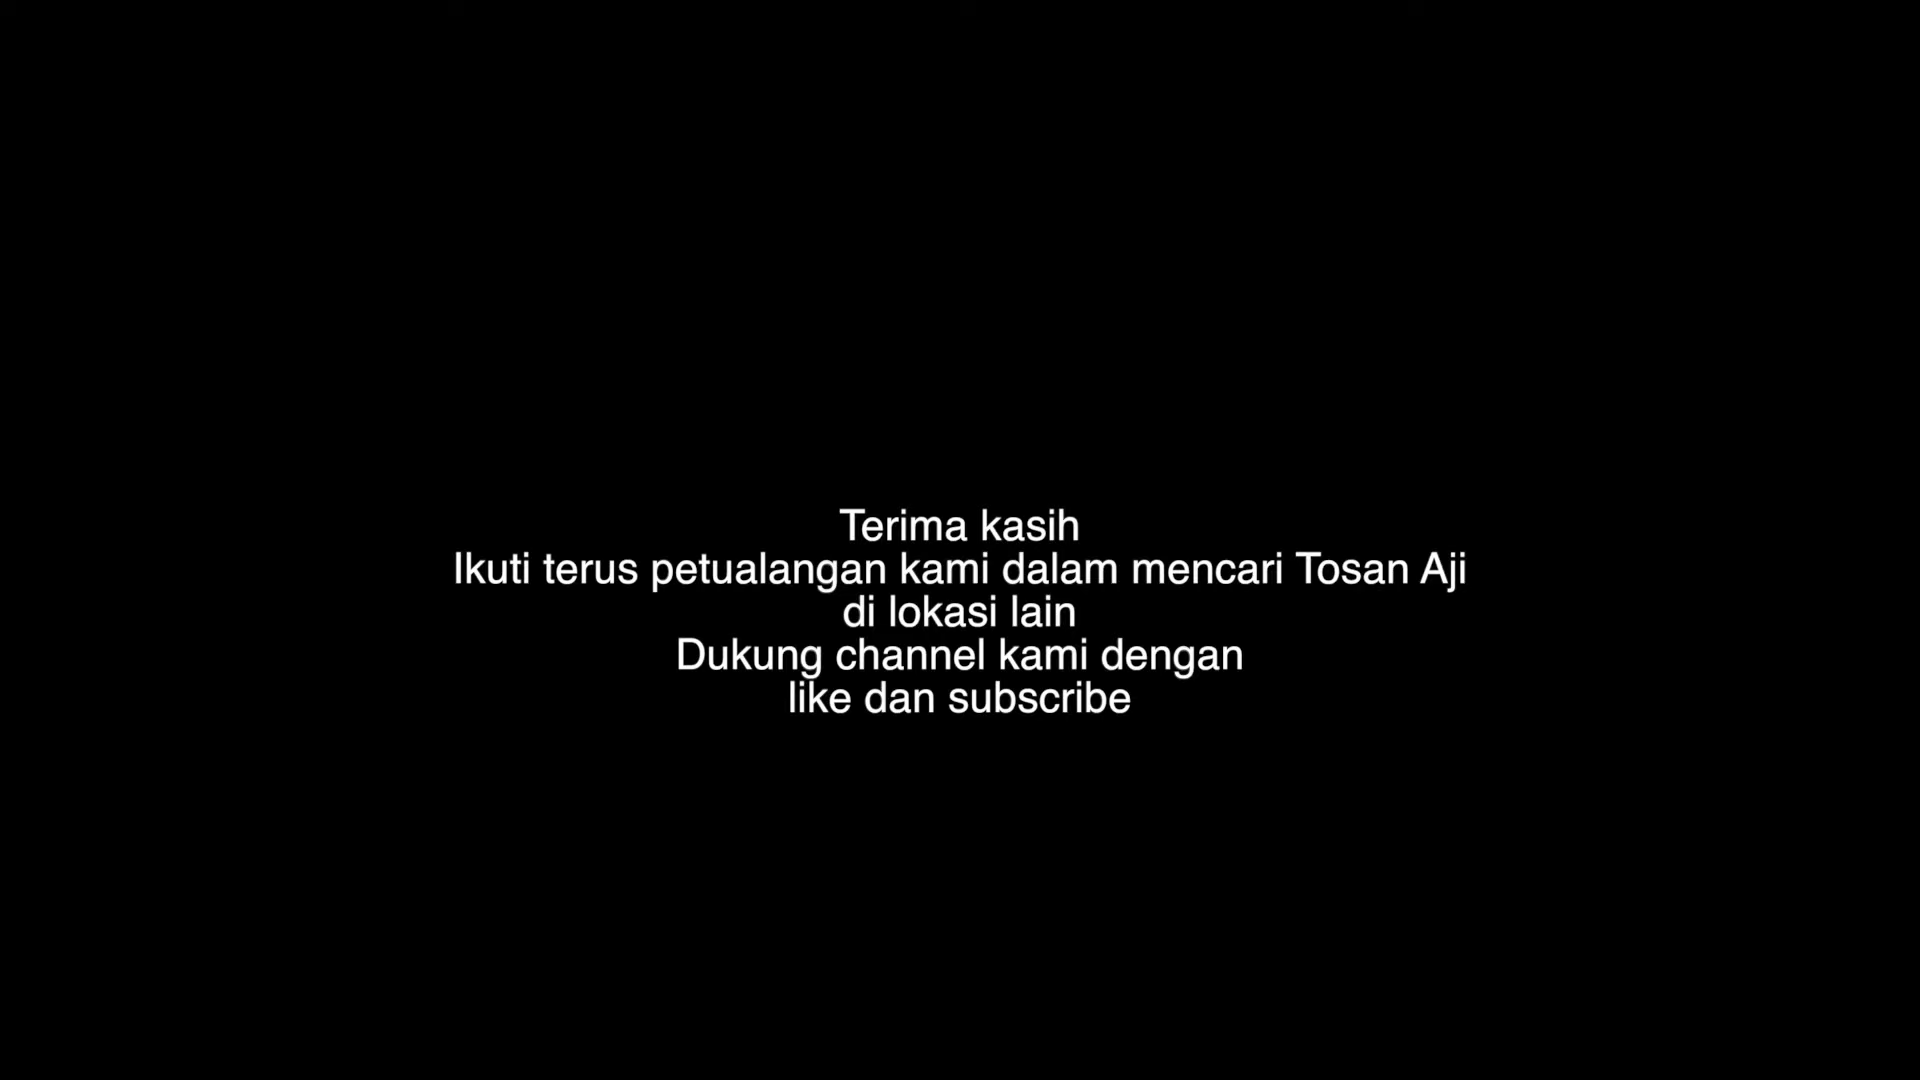 Terima kasih
Ikuti terus petualangan kami dalam mencari Tosan Aji
di lokasi lain
Dukung channel kami dengan
like dan subscribe